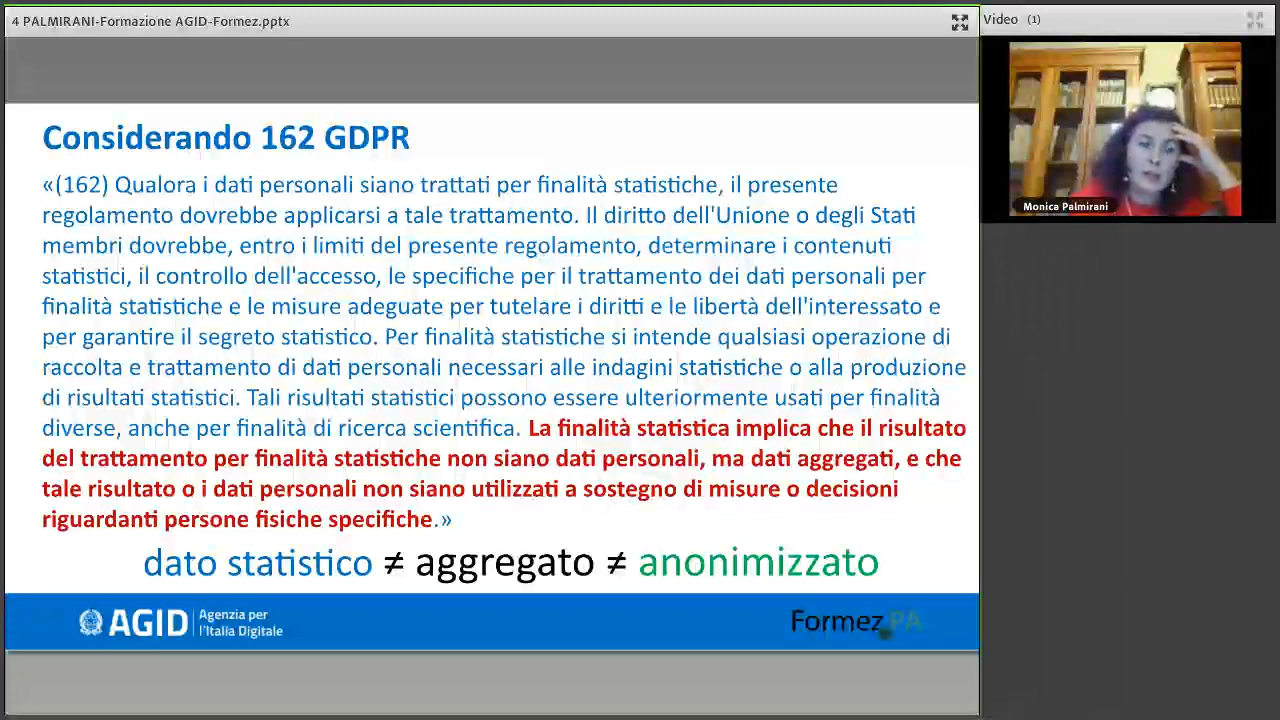 4 PALMIRANI-Formazione AGID-Formez.pptx
Video (1)
Monica Palmirani
Considerando 162 GDPR
«(162) Qualora i dati personali siano trattati per finalità statistiche, il presente
regolamento dovrebbe applicarsi a tale trattamento. Il diritto dell'Unione o degli Stati
membri dovrebbe, entro i limiti del presente regolamento, determinare i contenuti
statistici, il controllo dell'accesso, le specifiche per il trattamento dei dati personali per
finalità statistiche e le misure adeguate per tutelare i diritti e le libertà dell'interessato e
per garantire il segreto statistico. Per finalità statistiche si intende qualsiasi operazione di
raccolta e trattamento di dati personali necessari alle indagini statistiche o alla produzione
di risultati statistici. Tali risultati statistici possono essere ulteriormente usati per finalità
diverse, anche per finalità di ricerca scientifica. La finalità statistica implica che il risultato
del trattamento per finalità statistiche non siano dati personali, ma dati aggregati, e che
tale risultato o i dati personali non siano utilizzati a sostegno di misure o decisioni
riguardanti persone fisiche specifiche.»
dato statistico ≠ aggregato ≠ anonimizzato
AGID
Agenzia per
l'Italia Digitale
Formez PA